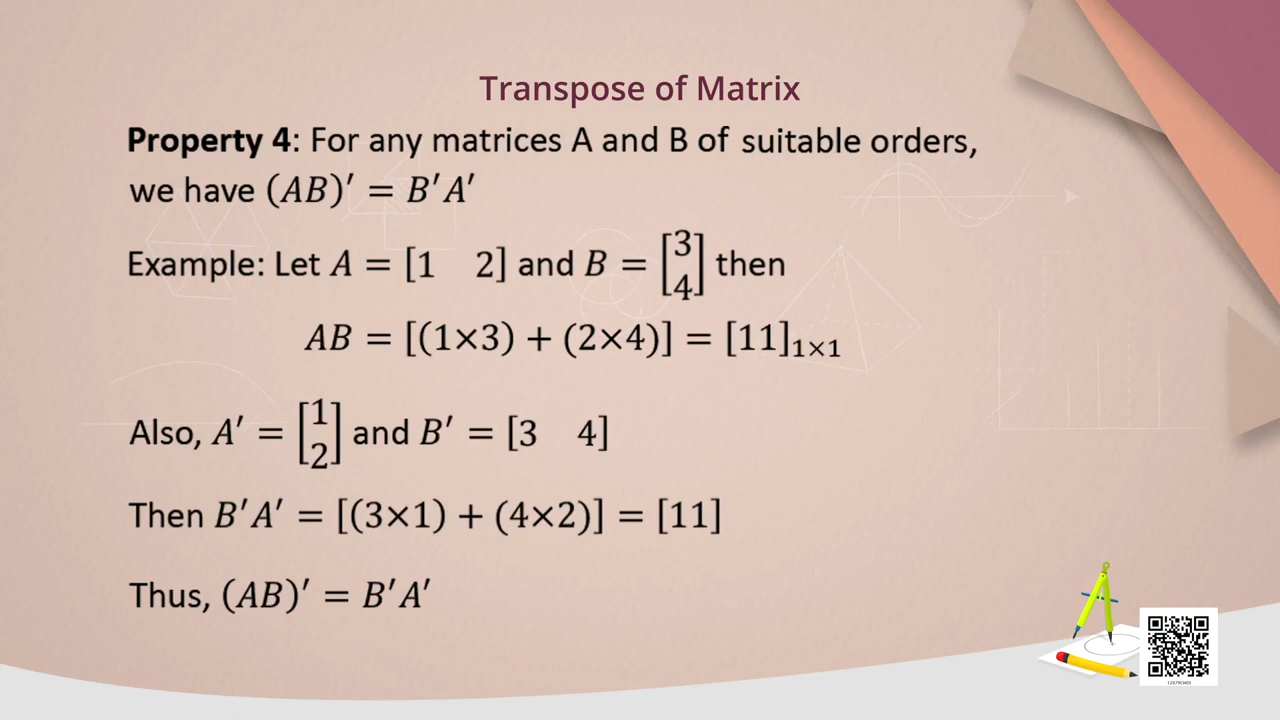 Transpose of Matrix
Property 4: For any matrices A and B of suitable orders,
we have (AB)′ = B′A′
Example: Let A = [1 2] and B = [3 4] then
AB = [(1×3) + (2×4)] = [11]1×1
Also, A′ = [1 2] and B′ = [3 4]
Then B′A′ = [(3×1) + (4×2)] = [11]
Thus, (AB)′ = B′A′